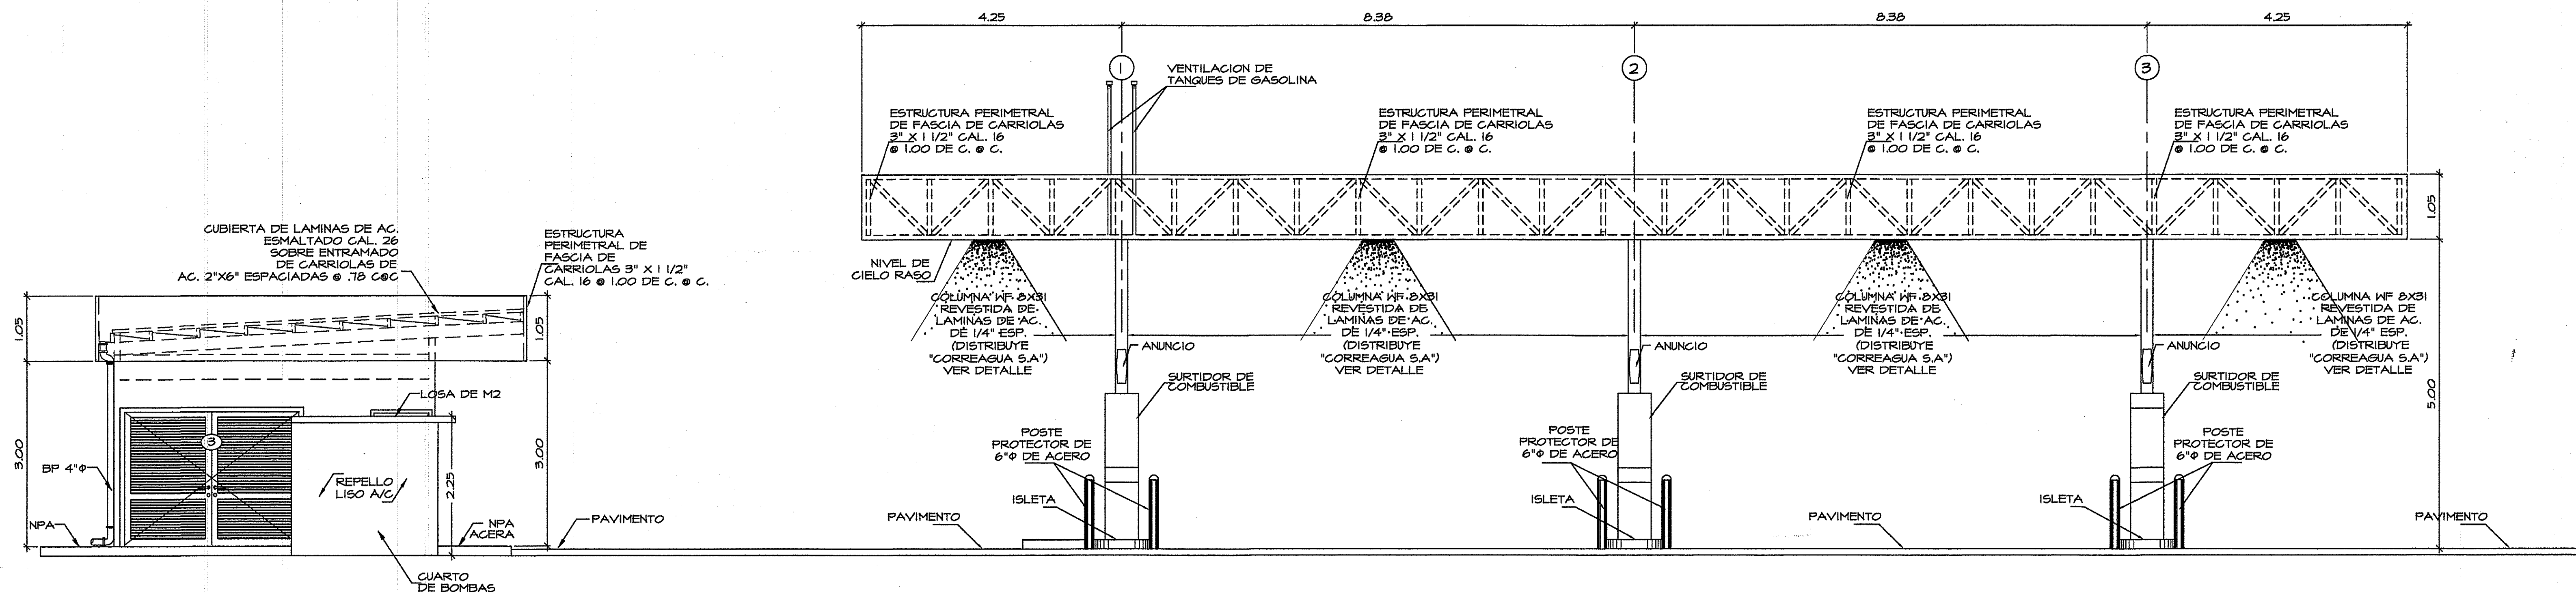 4.25
8.38
8.38
4.25
1
2
3
VENTILACION DE
TANQUES DE GASOLINA
ESTRUCTURA PERIMETRAL
DE FASCIA DE CARRIOLAS
3" X 1 1/2" CAL. 16
@ 1.00 DE C. @ C.
ESTRUCTURA PERIMETRAL
DE FASCIA DE CARRIOLAS
3" X 1 1/2" CAL. 16
@ 1.00 DE C. @ C.
ESTRUCTURA PERIMETRAL
DE FASCIA DE CARRIOLAS
3" X 1 1/2" CAL. 16
@ 1.00 DE C. @ C.
ESTRUCTURA PERIMETRAL
DE FASCIA DE CARRIOLAS
3" X 1 1/2" CAL. 16
@ 1.00 DE C. @ C.
1.05
CUBIERTA DE LAMINAS DE AC.
ESMALTADO CAL. 26
SOBRE ENTRAMADO
DE CARRIOLAS DE
AC. 2"X6" ESPACIADAS @ .78 C@C
ESTRUCTURA
PERIMETRAL DE
FASCIA DE
CARRIOLAS 3" X 1 1/2"
CAL. 16 @ 1.00 DE C. @ C.
NIVEL DE
CIELO RASO
COLUMNA WF 8X31
REVESTIDA DE
LAMINAS DE AC.
DE 1/4" ESP.
(DISTRIBUYE
"CORREAGUA S.A")
VER DETALLE
COLUMNA WF 8X31
REVESTIDA DE
LAMINAS DE AC.
DE 1/4" ESP.
(DISTRIBUYE
"CORREAGUA S.A")
VER DETALLE
COLUMNA WF 8X31
REVESTIDA DE
LAMINAS DE AC.
DE 1/4" ESP.
(DISTRIBUYE
"CORREAGUA S.A")
VER DETALLE
COLUMNA WF 8X31
REVESTIDA DE
LAMINAS DE AC.
DE 1/4" ESP.
(DISTRIBUYE
"CORREAGUA S.A")
VER DETALLE
1.05
1.05
ANUNCIO
ANUNCIO
ANUNCIO
SURTIDOR DE
COMBUSTIBLE
SURTIDOR DE
COMBUSTIBLE
SURTIDOR DE
COMBUSTIBLE
5.00
LOSA DE M2
3.00
3
BP 4"Φ
REPELLO
LISO A/C
2.25
3.00
POSTE
PROTECTOR DE
6"Φ DE ACERO
POSTE
PROTECTOR DE
6"Φ DE ACERO
POSTE
PROTECTOR DE
6"Φ DE ACERO
ISLETA
ISLETA
ISLETA
NPA
NPA
ACERA
PAVIMENTO
PAVIMENTO
PAVIMENTO
PAVIMENTO
CUARTO
DE BOMBAS